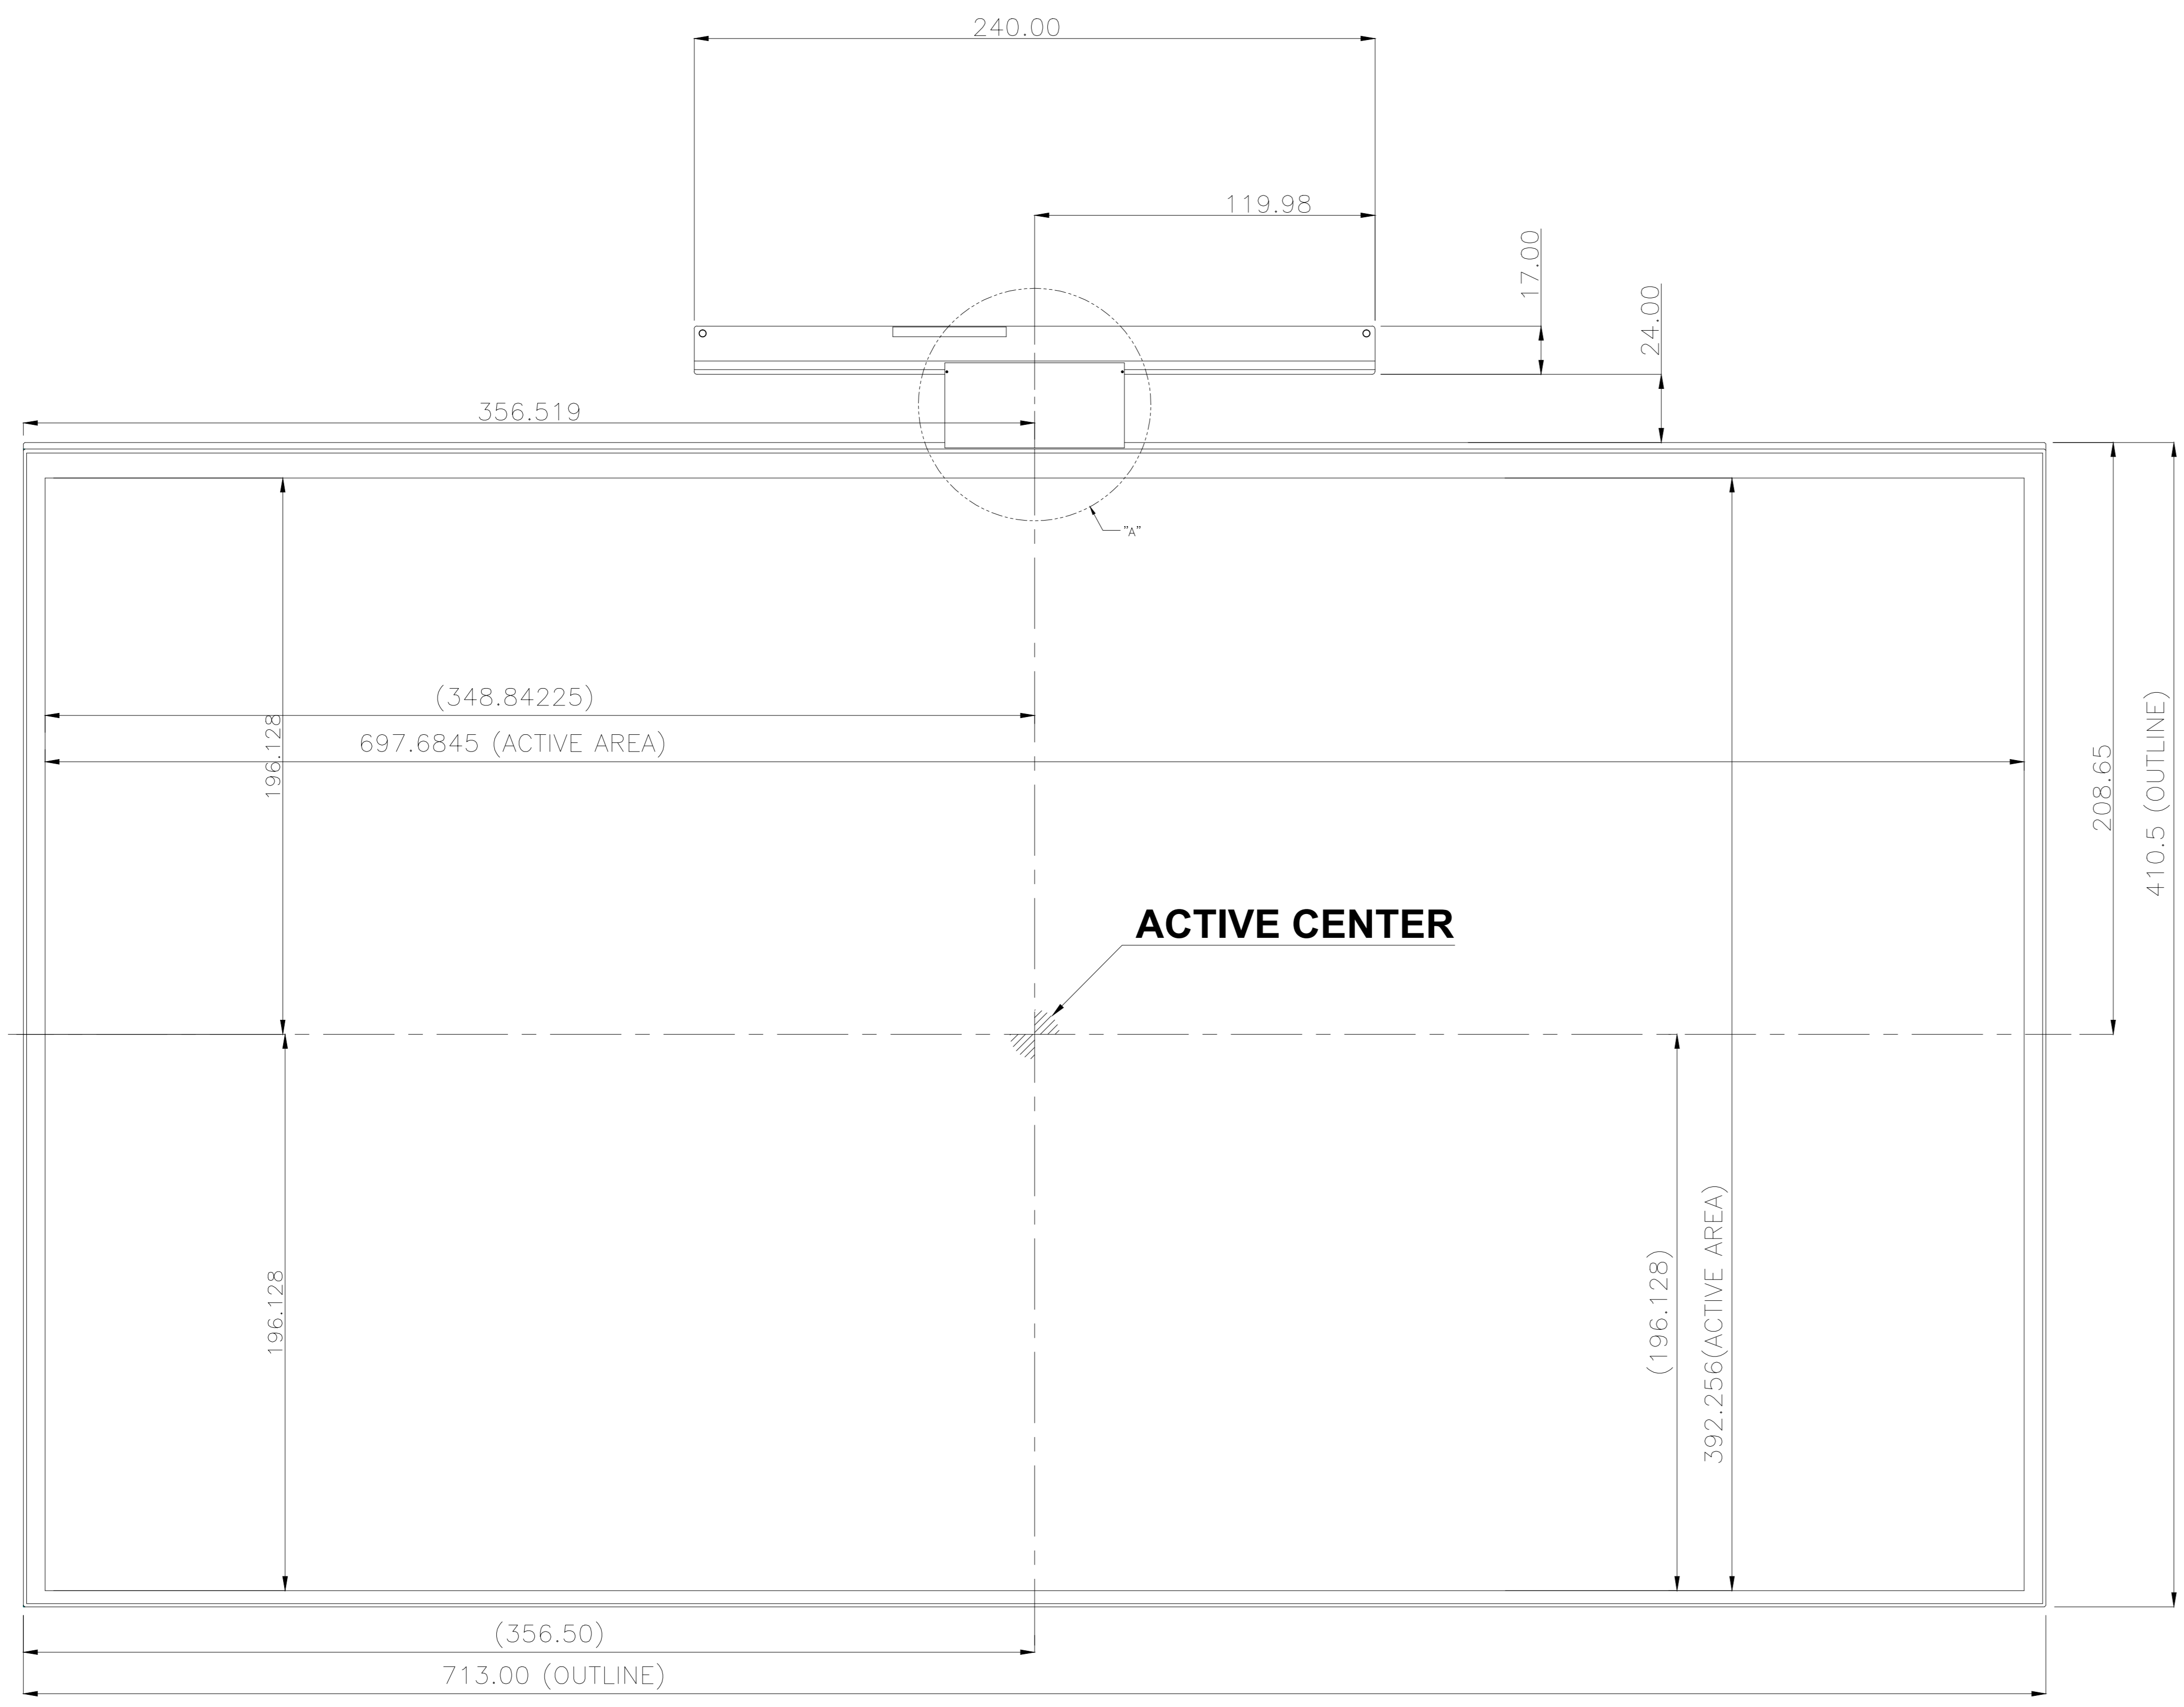 240.00
119.98
17.00
24.00
356.519
"A"
(348.84225)
196.128
697.6845 (ACTIVE AREA)
208.65
410.5 (OUTLINE)
ACTIVE CENTER
196.128
(196.128)
392.256(ACTIVE AREA)
(356.50)
713.00 (OUTLINE)